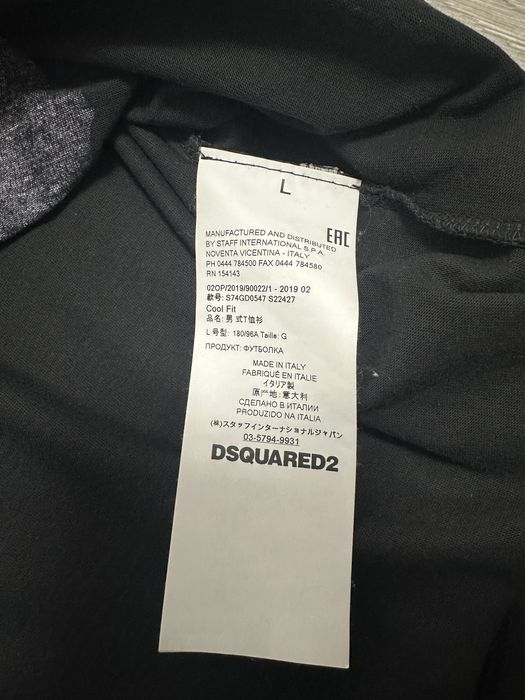 L
EAC
MANUFACTURED AND DISTRIBUTED
BY STAFF INTERNATIONAL S.P.A.
NOVENTA VICENTINA - ITALY
PH 0444 784500 FAX 0444 784580
RN 154143
02OP/2019/90022/1 - 2019 02
款号: S74GD0547 S22427
Cool Fit
品名: 男 式T恤衫
L 号型: 180/96A Taille: G
ПРОДУКТ: ФУТБОЛКА
MADE IN ITALY
FABRIQUÉ EN ITALIE
イタリア製
原产地: 意大利
СДЕЛАНО В ИТАЛИИ
PRODUZIDO NA ITALIA
(株)スタッフインターナショナルジャパン
03-5794-9931
DSQUARED2